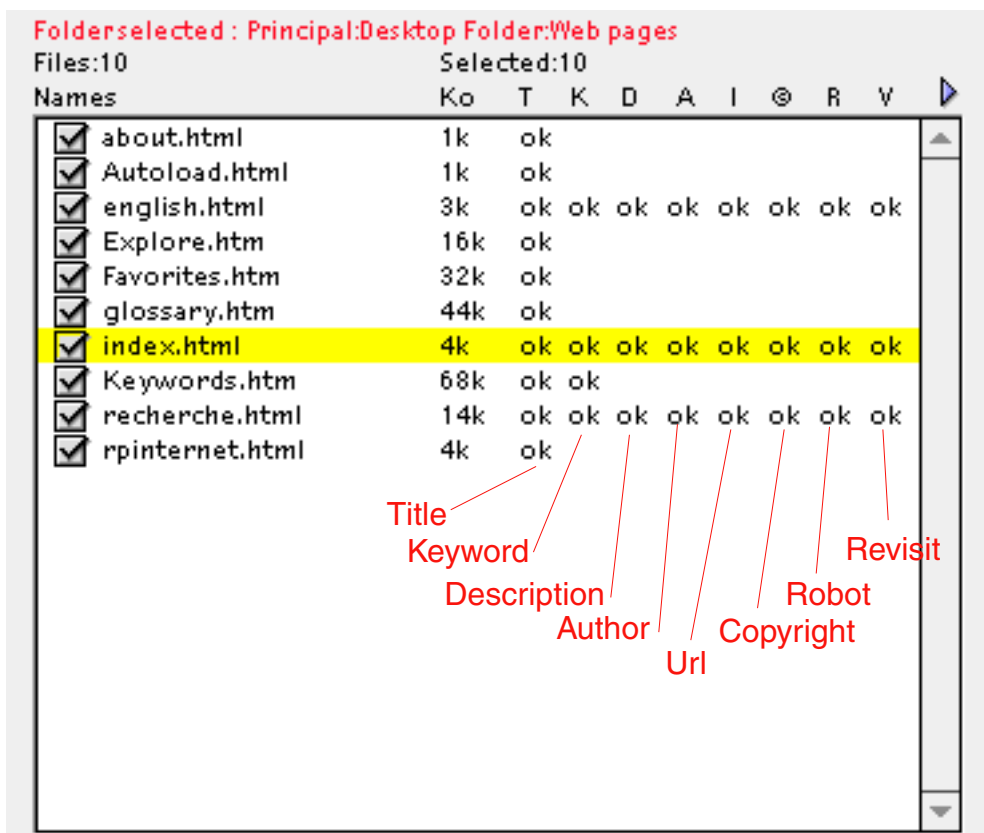 Folder selected : Principal:Desktop Folder:Web pages
Files:10 Selected:10
Names Ko T K D A I © R V
about.html 1k ok
Autoload.html 1k ok
english.html 3k ok ok ok ok ok ok ok ok
Explore.htm 16k ok
Favorites.htm 32k ok
glossary.htm 44k ok
index.html 4k ok ok ok ok ok ok ok ok
Keywords.htm 68k ok ok
recherche.html 14k ok ok ok ok ok ok ok ok
rpinternet.html 4k ok
Title
Keyword Revisit
Description Robot
Author Copyright
Url